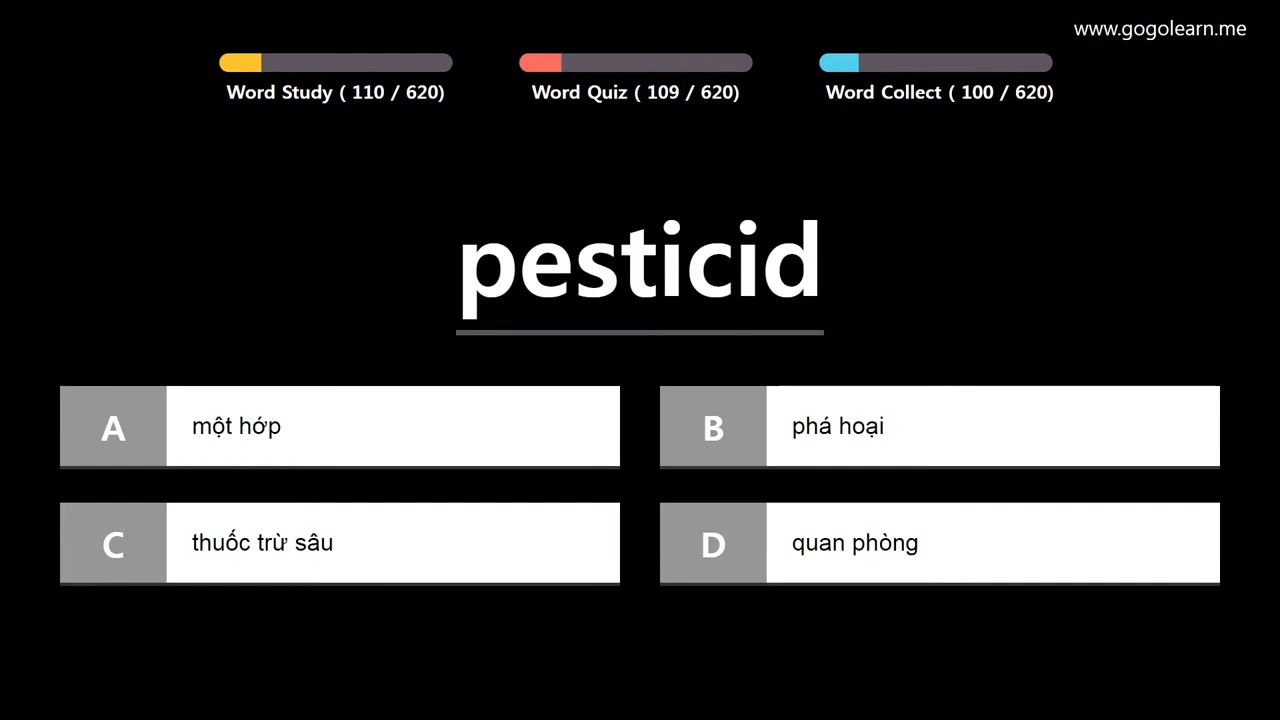 www.gogolearn.me
Word Study ( 110 / 620)
Word Quiz ( 109 / 620)
Word Collect ( 100 / 620)
pesticid
A
một hớp
B
phá hoại
C
thuốc trừ sâu
D
quan phòng